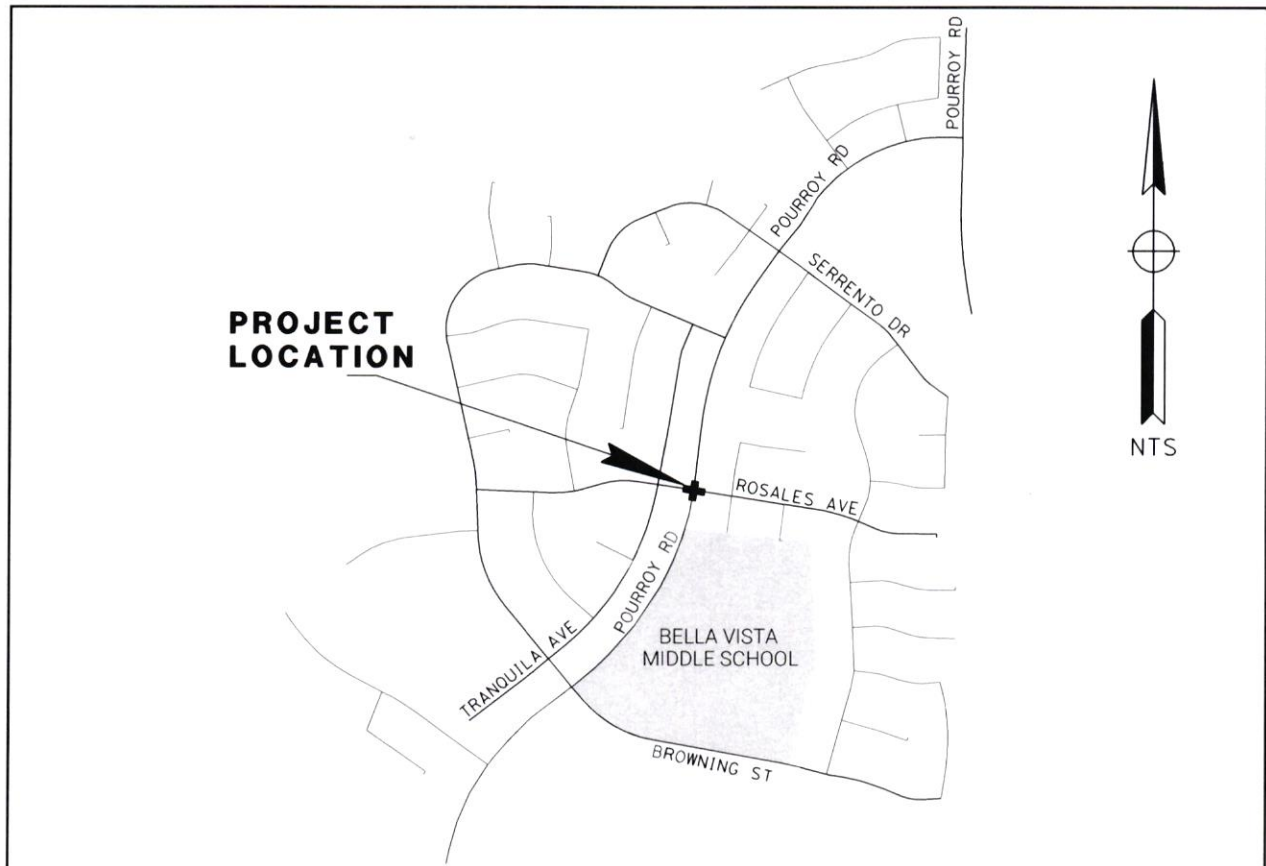 POURROY RD
POURROY RD
SERRENTO DR
PROJECT
LOCATION
NTS
ROSALES AVE
POURROY RD
BELLA VISTA
MIDDLE SCHOOL
TRANQUILA AVE
BROWNING ST